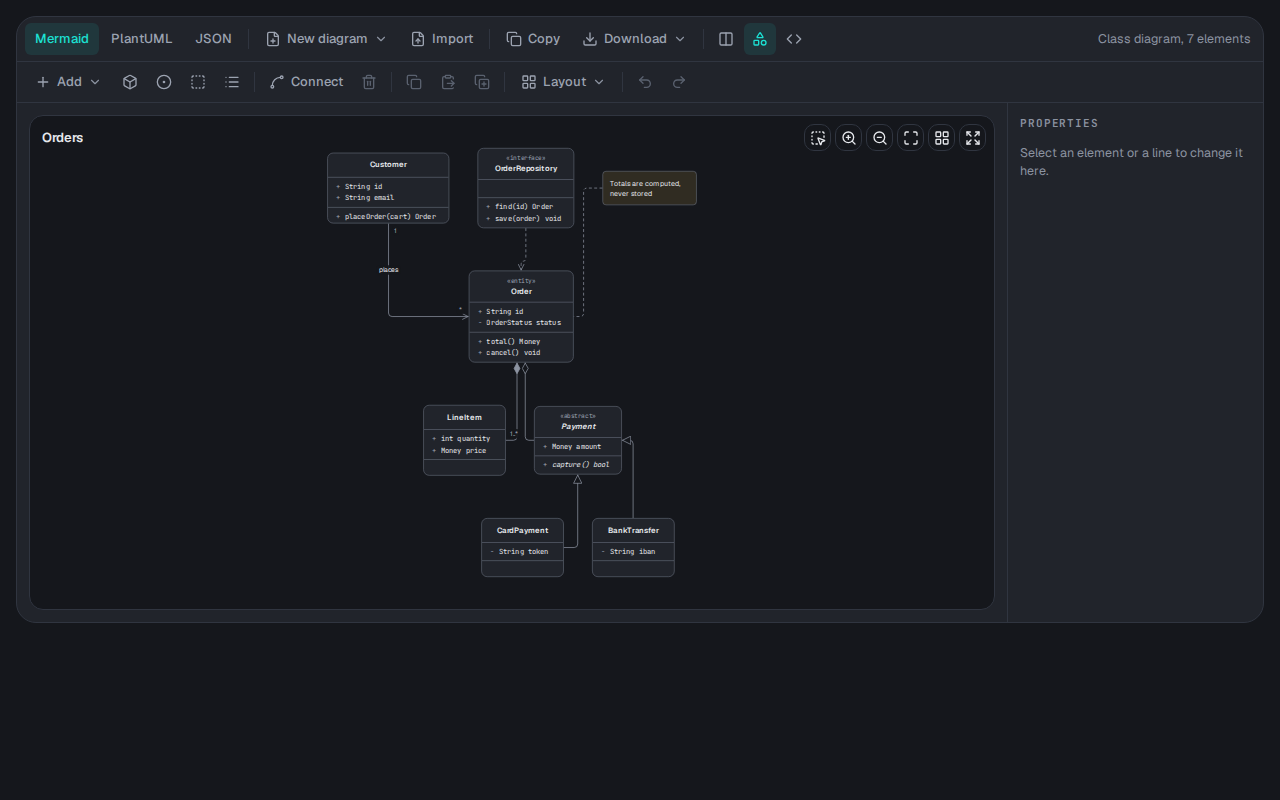 Mermaid PlantUML JSON New diagram Import Copy Download Class diagram, 7 elements
Add Connect Layout
Orders
PROPERTIES
Select an element or a line to change it
here.
Customer
+ String id
+ String email
+ placeOrder(cart) Order
«interface»
OrderRepository
+ find(id) Order
+ save(order) void
Totals are computed,
never stored
1
places
*
«entity»
Order
+ String id
- OrderStatus status
+ total() Money
+ cancel() void
LineItem
+ int quantity
+ Money price
1..*
«abstract»
Payment
+ Money amount
+ capture() bool
CardPayment
- String token
BankTransfer
- String iban